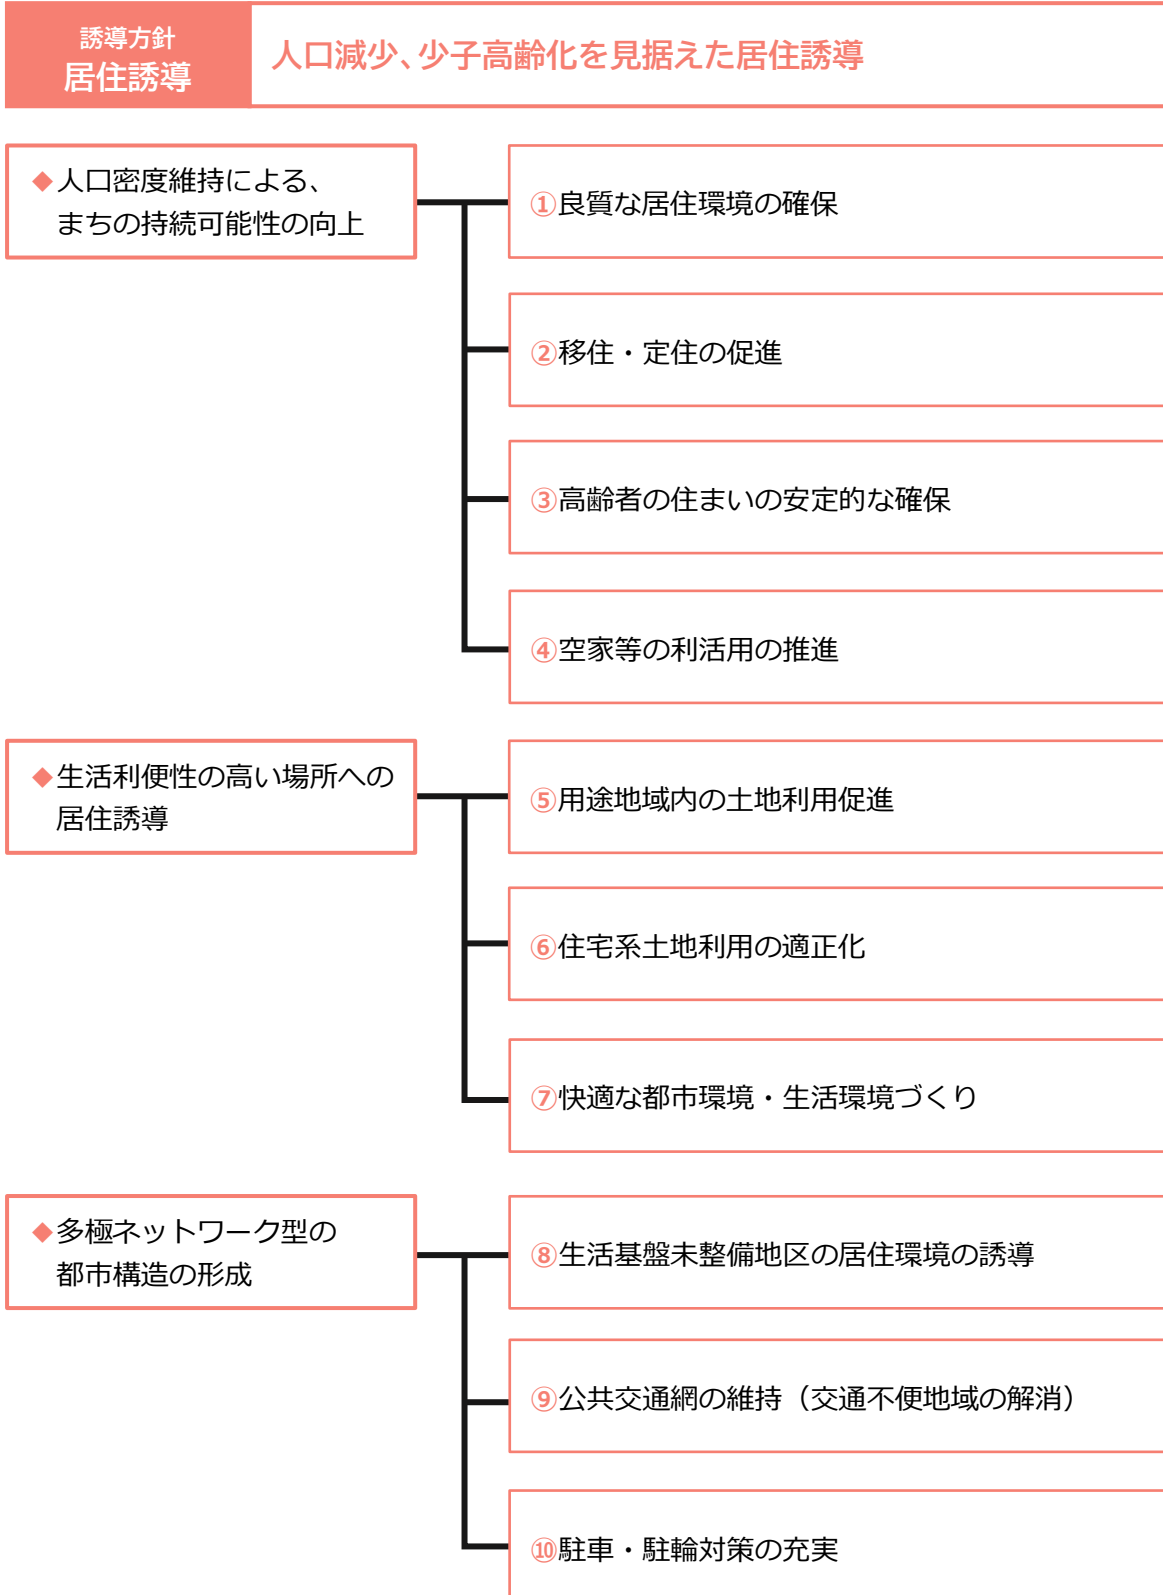 誘導方針
居住誘導
人口減少、少子高齢化を見据えた居住誘導
◆人口密度維持による、
まちの持続可能性の向上
①良質な居住環境の確保
②移住・定住の促進
③高齢者の住まいの安定的な確保
④空家等の利活用の推進
◆生活利便性の高い場所への
居住誘導
⑤用途地域内の土地利用促進
⑥住宅系土地利用の適正化
⑦快適な都市環境・生活環境づくり
◆多極ネットワーク型の
都市構造の形成
⑧生活基盤未整備地区の居住環境の誘導
⑨公共交通網の維持（交通不便地域の解消）
⑩駐車・駐輪対策の充実